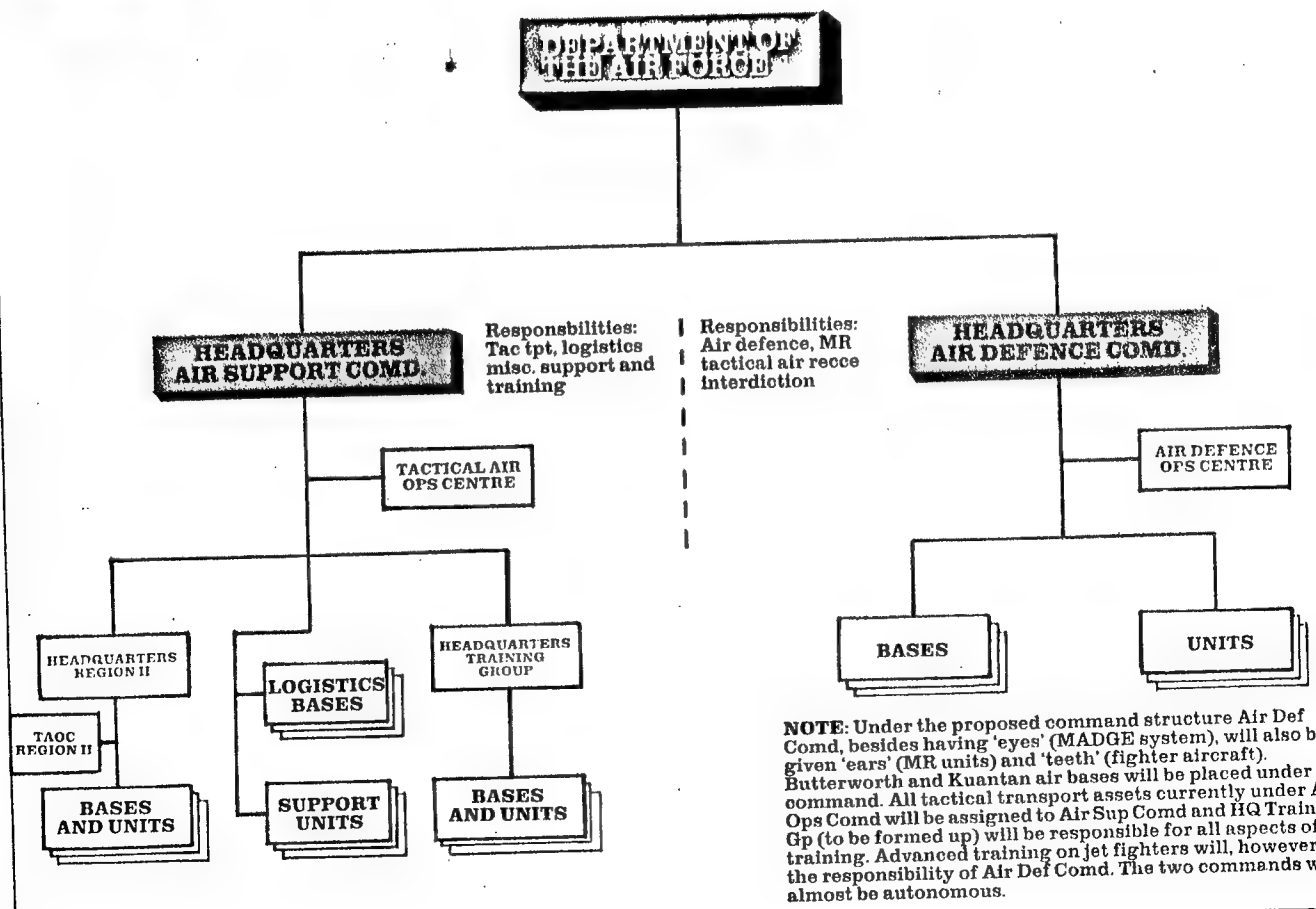 DEPARTMENT OF
THE AIR FORCE
HEADQUARTERS
AIR SUPPORT COMD.
Responsbilities:
Tac tpt, logistics
misc. support and
training
Responsibilities:
Air defence, MR
tactical air recce
interdiction
HEADQUARTERS
AIR DEFENCE COMD.
TACTICAL AIR
OPS CENTRE
AIR DEFENCE
OPS CENTRE
HEADQUARTERS
REGION II
TAOC
REGION II
BASES
AND UNITS
LOGISTICS
BASES
SUPPORT
UNITS
HEADQUARTERS
TRAINING
GROUP
BASES
AND UNITS
BASES
UNITS
NOTE: Under the proposed command structure Air Def
Comd, besides having 'eyes' (MADGE system), will also b
given 'ears' (MR units) and 'teeth' (fighter aircraft).
Butterworth and Kuantan air bases will be placed under
command. All tactical transport assets currently under A
Ops Comd will be assigned to Air Sup Comd and HQ Train
Gp (to be formed up) will be responsible for all aspects of
training. Advanced training on jet fighters will, however
the responsibility of Air Def Comd. The two commands w
almost be autonomous.